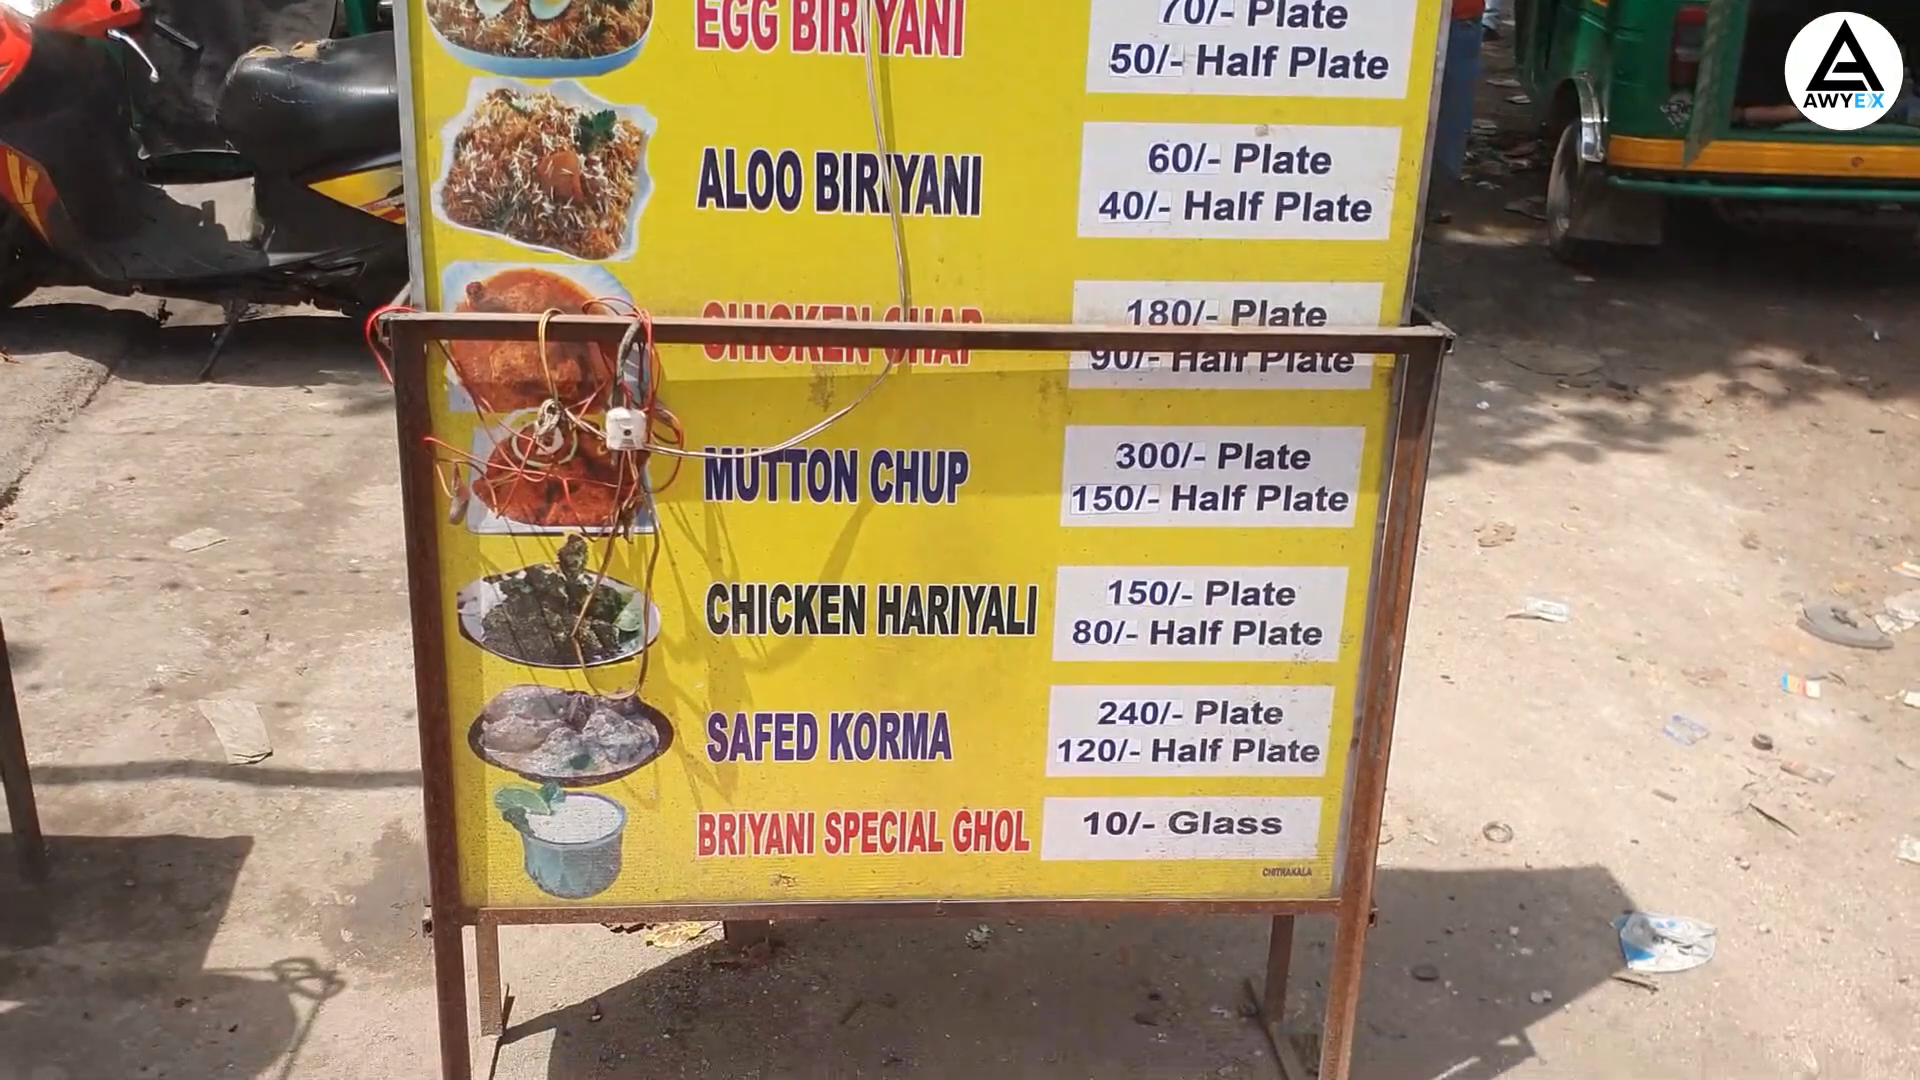 EGG BIRIYANI
70/- Plate
50/- Half Plate
ALOO BIRIYANI
60/- Plate
40/- Half Plate
CHICKEN CHAP
180/- Plate
90/- Half Plate
MUTTON CHUP
300/- Plate
150/- Half Plate
CHICKEN HARIYALI
150/- Plate
80/- Half Plate
SAFED KORMA
240/- Plate
120/- Half Plate
BRIYANI SPECIAL GHOL
10/- Glass
CHITRAKALA
AWYEX